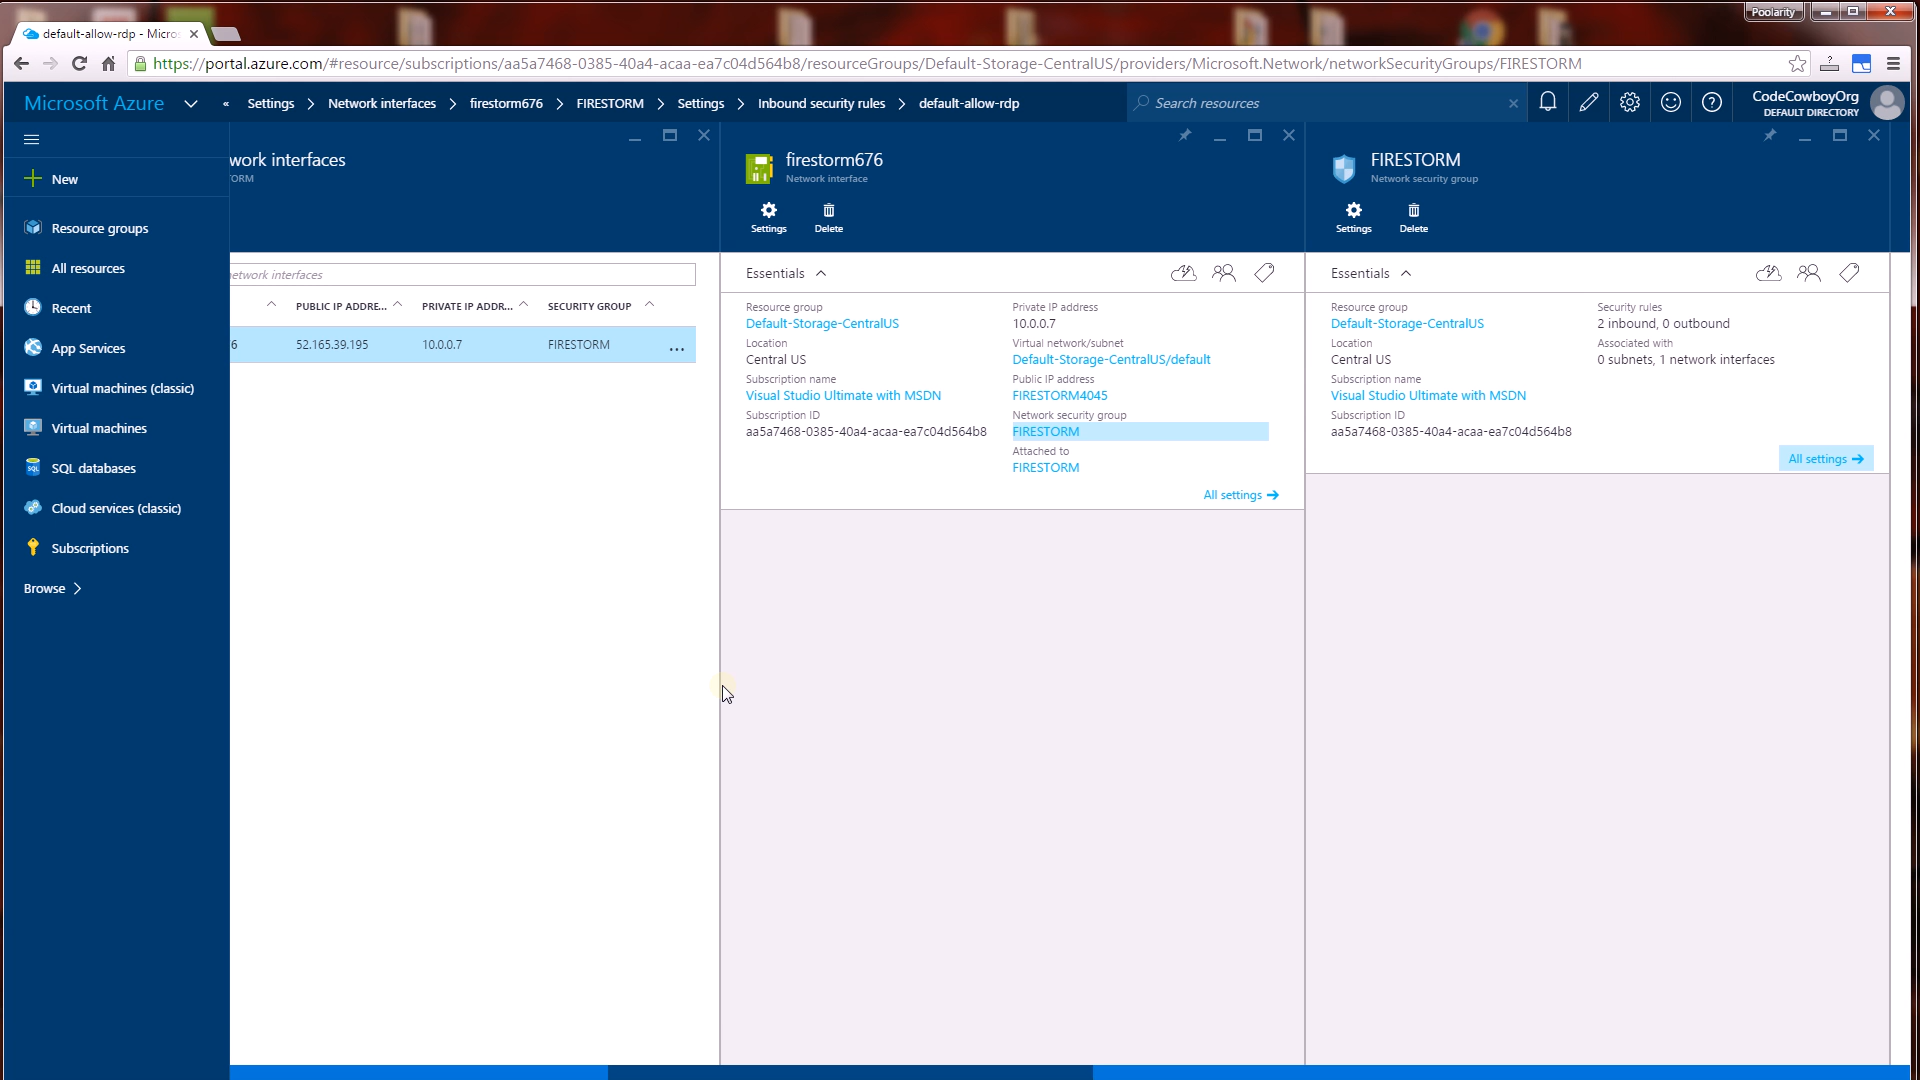 Poolarity
default-allow-rdp - Micros
https://portal.azure.com/#resource/subscriptions/aa5a7468-0385-40a4-acaa-ea7c04d564b8/resourceGroups/Default-Storage-CentralUS/providers/Microsoft.Network/networkSecurityGroups/FIRESTORM
Microsoft Azure « Settings > Network interfaces > firestorm676 > FIRESTORM > Settings > Inbound security rules > default-allow-rdp
Search resources
CodeCowboyOrg
DEFAULT DIRECTORY
New
Resource groups
All resources
Recent
App Services
Virtual machines (classic)
Virtual machines
SQL databases
Cloud services (classic)
Subscriptions
Browse >
work interfaces
ORM
network interfaces
PUBLIC IP ADDRE... PRIVATE IP ADDR... SECURITY GROUP
6 52.165.39.195 10.0.0.7 FIRESTORM ...
firestorm676
Network interface
Settings Delete
Essentials
Resource group
Default-Storage-CentralUS
Location
Central US
Subscription name
Visual Studio Ultimate with MSDN
Subscription ID
aa5a7468-0385-40a4-acaa-ea7c04d564b8
Private IP address
10.0.0.7
Virtual network/subnet
Default-Storage-CentralUS/default
Public IP address
FIRESTORM4045
Network security group
FIRESTORM
Attached to
FIRESTORM
All settings →
FIRESTORM
Network security group
Settings Delete
Essentials
Resource group
Default-Storage-CentralUS
Location
Central US
Subscription name
Visual Studio Ultimate with MSDN
Subscription ID
aa5a7468-0385-40a4-acaa-ea7c04d564b8
Security rules
2 inbound, 0 outbound
Associated with
0 subnets, 1 network interfaces
All settings →